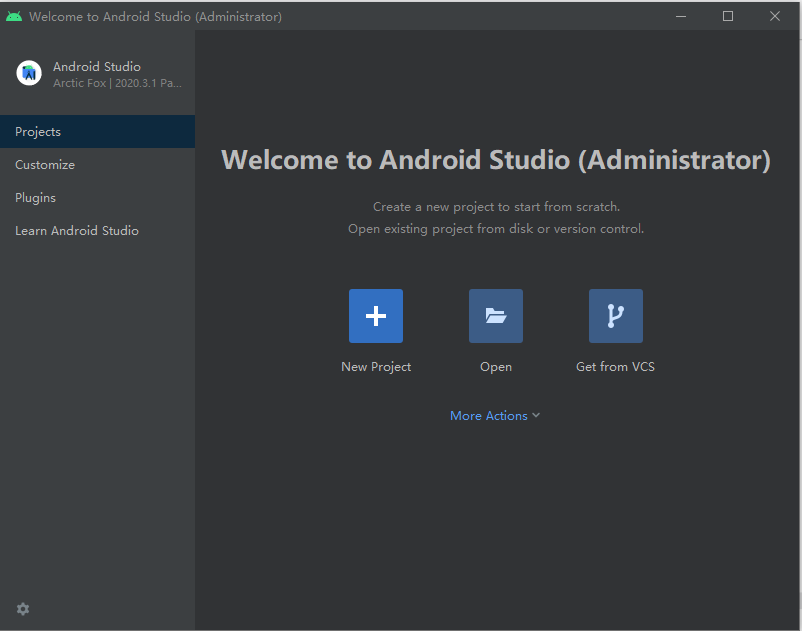 Welcome to Android Studio (Administrator)
Android Studio
Arctic Fox | 2020.3.1 Pa...
Projects
Customize
Plugins
Learn Android Studio
Welcome to Android Studio (Administrator)
Create a new project to start from scratch.
Open existing project from disk or version control.
New Project
Open
Get from VCS
More Actions